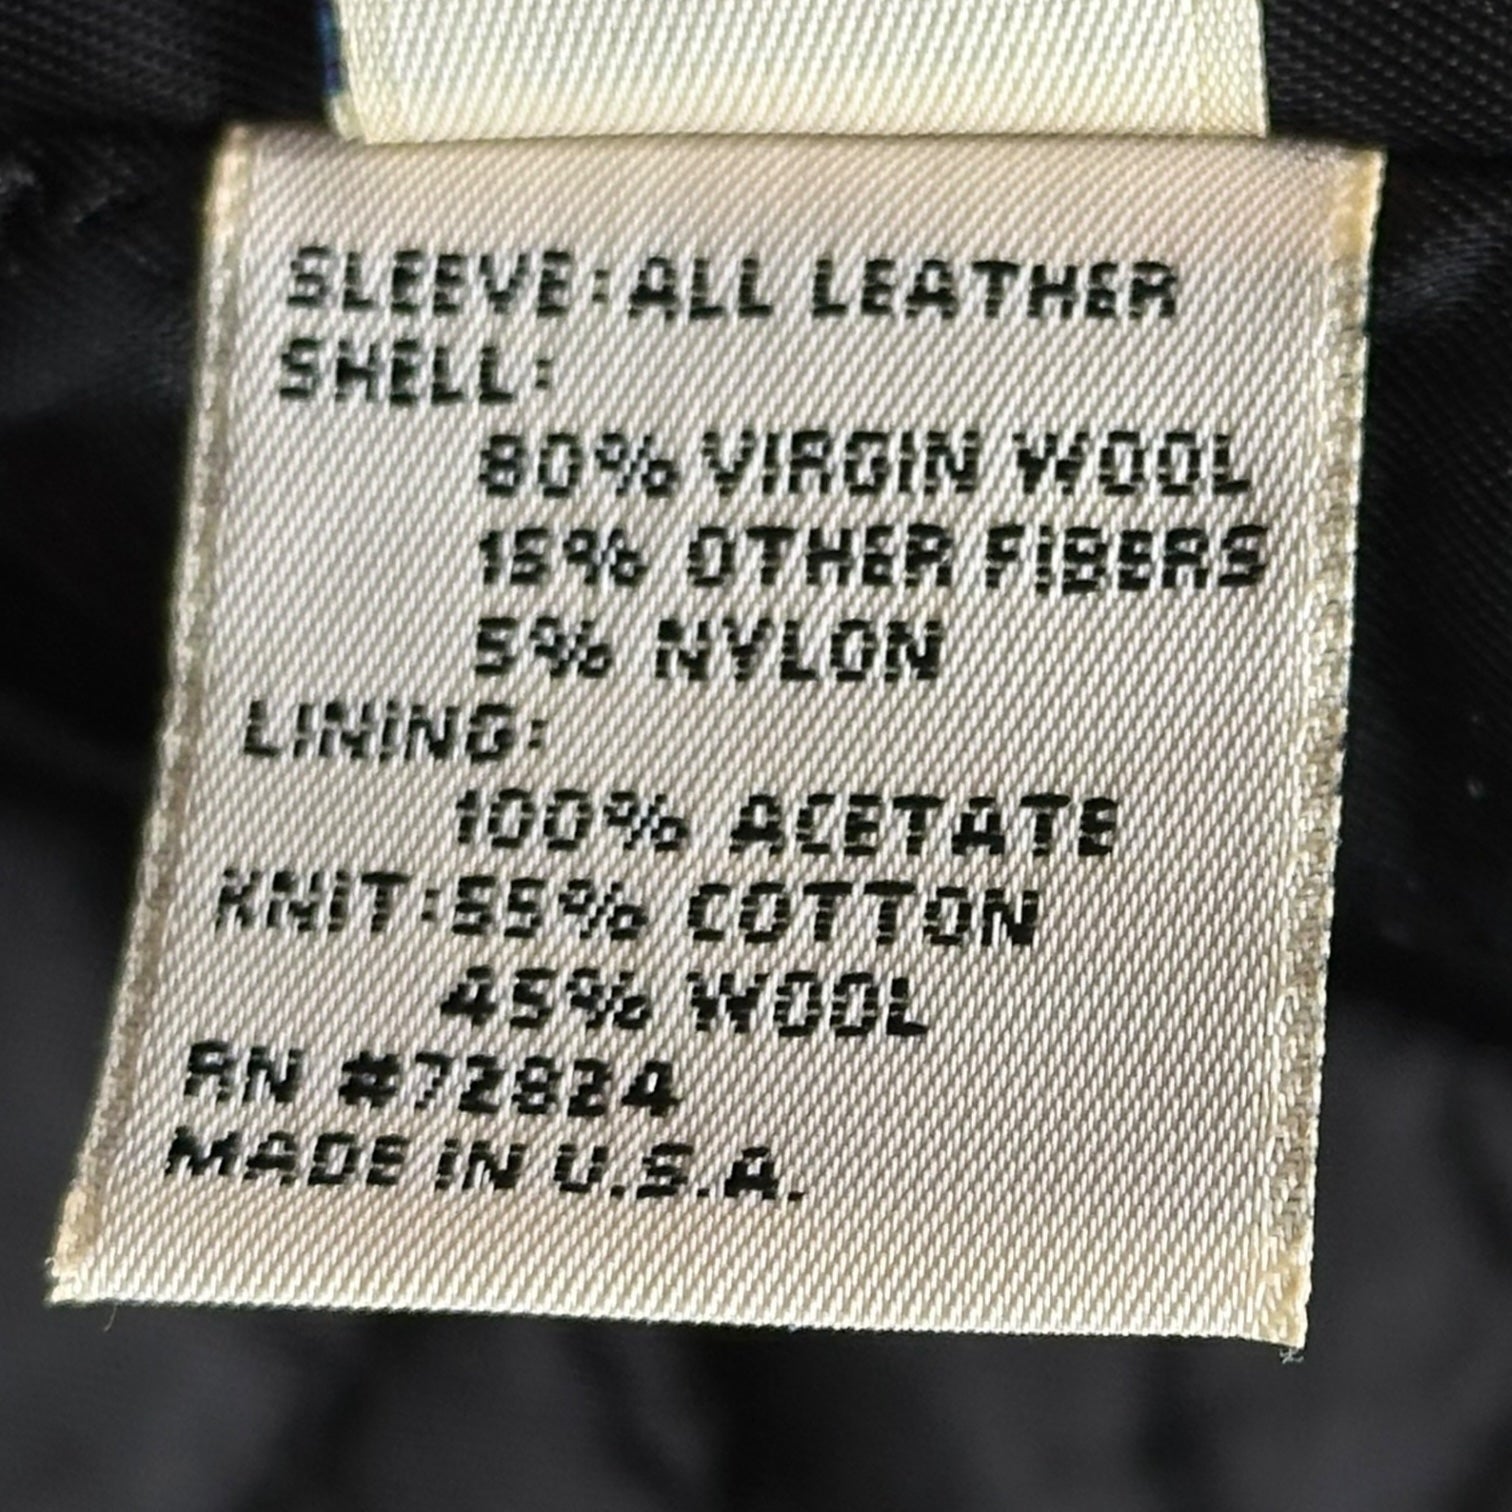 SLEEVE: ALL LEATHER
SHELL:
80% VIRGIN WOOL
15% OTHER FIBERS
5% NYLON
LINING:
100% ACETATE
KNIT: 55% COTTON
45% WOOL
RN #72824
MADE IN U.S.A.